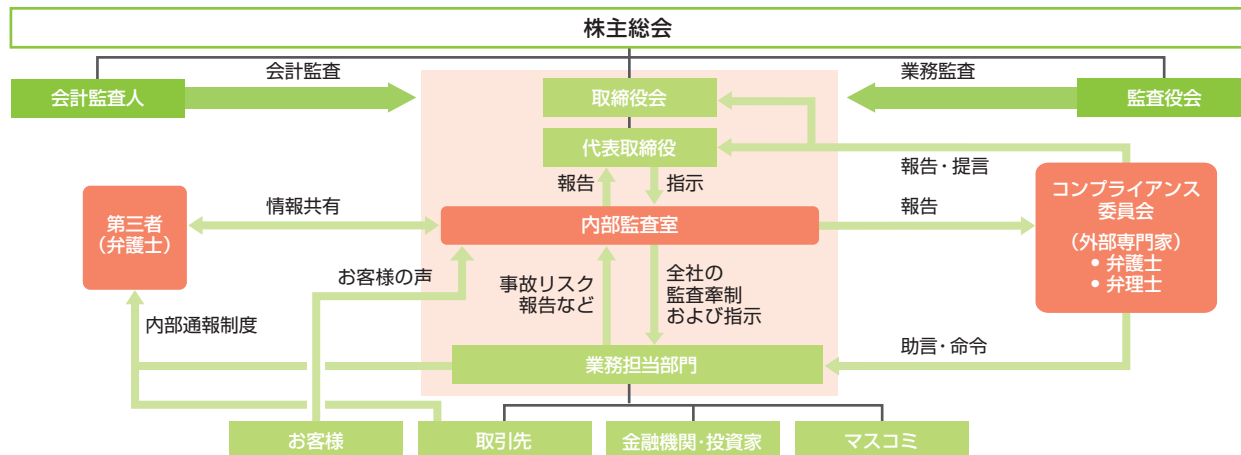 株主総会
会計監査
業務監査
会計監査人
取締役会
監査役会
代表取締役
報告・提言
報告
指示
第三者
（弁護士）
情報共有
内部監査室
報告
コンプライアンス
委員会
（外部専門家）
• 弁護士
• 弁理士
お客様の声
事故リスク
報告など
全社の
監査牽制
および指示
内部通報制度
業務担当部門
助言・命令
お客様
取引先
金融機関・投資家
マスコミ